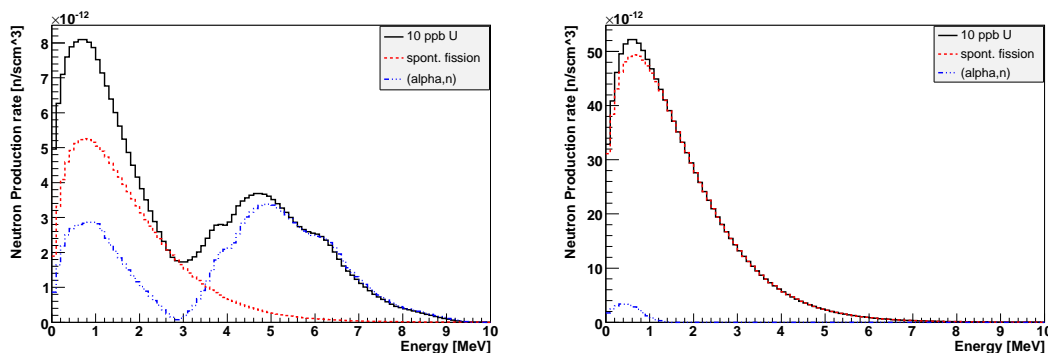 ×10-12
Neutron Production rate [n/scm^3]
8
7
6
5
4
3
2
1
0
0 1 2 3 4 5 6 7 8 9 10
Energy [MeV]
10 ppb U
spont. fission
(alpha,n)
×10-12
Neutron Production rate [n/scm^3]
50
40
30
20
10
0
0 1 2 3 4 5 6 7 8 9 10
Energy [MeV]
10 ppb U
spont. fission
(alpha,n)